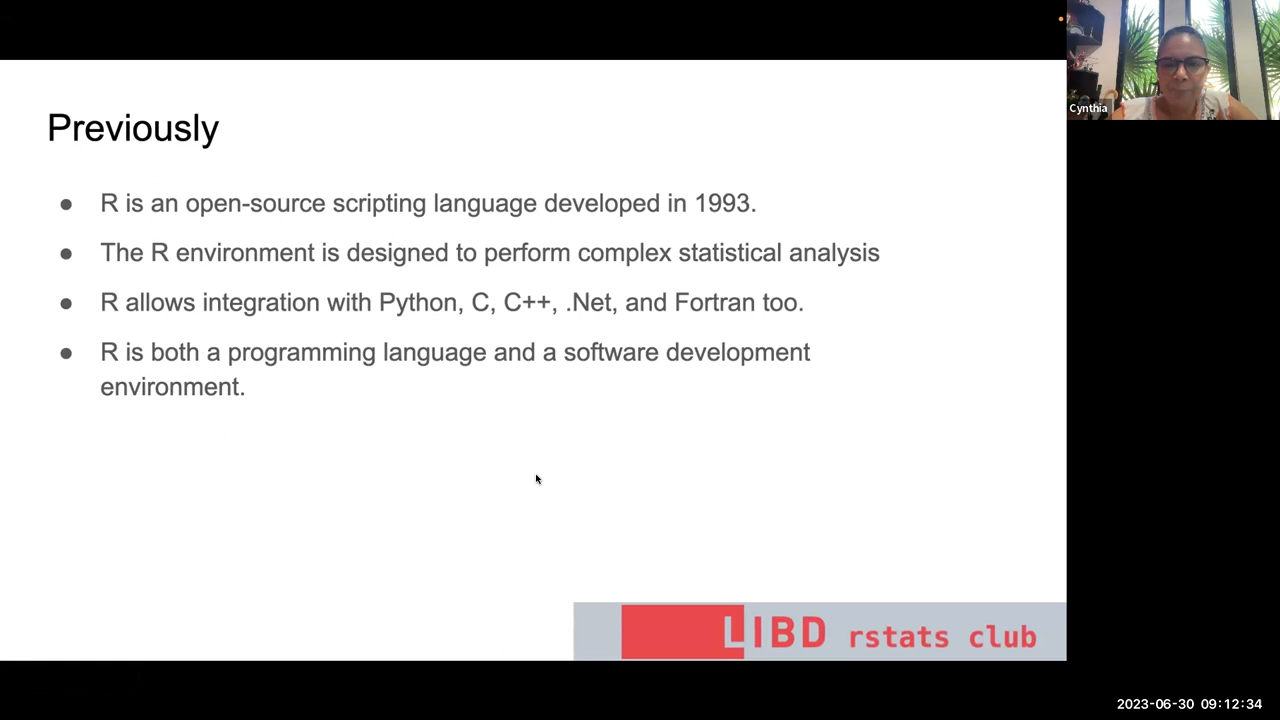 Cynthia
Previously
● R is an open-source scripting language developed in 1993.
● The R environment is designed to perform complex statistical analysis
● R allows integration with Python, C, C++, .Net, and Fortran too.
● R is both a programming language and a software development
environment.
LIBD rstats club
2023-06-30 09:12:34